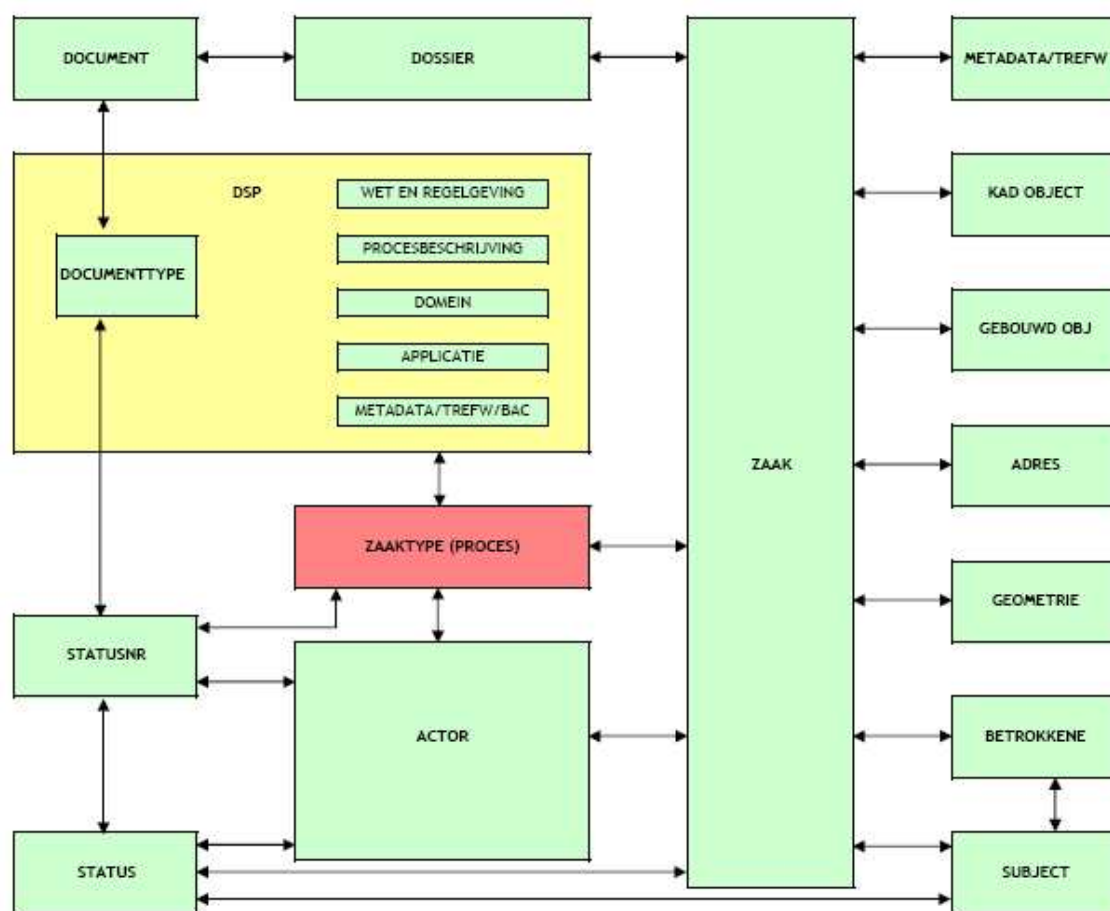 DOCUMENT
DOSSIER
METADATA/TREFW
DSP
WET EN REGELGEVING
KAD OBJECT
PROCESBESCHRIJVING
DOCUMENTTYPE
DOMEIN
GEBOUWD OBJ
APPLICATIE
METADATA/TREFW/BAC
ZAAK
ADRES
ZAAKTYPE (PROCES)
GEOMETRIE
STATUSNR
ACTOR
BETROKKENE
STATUS
SUBJECT